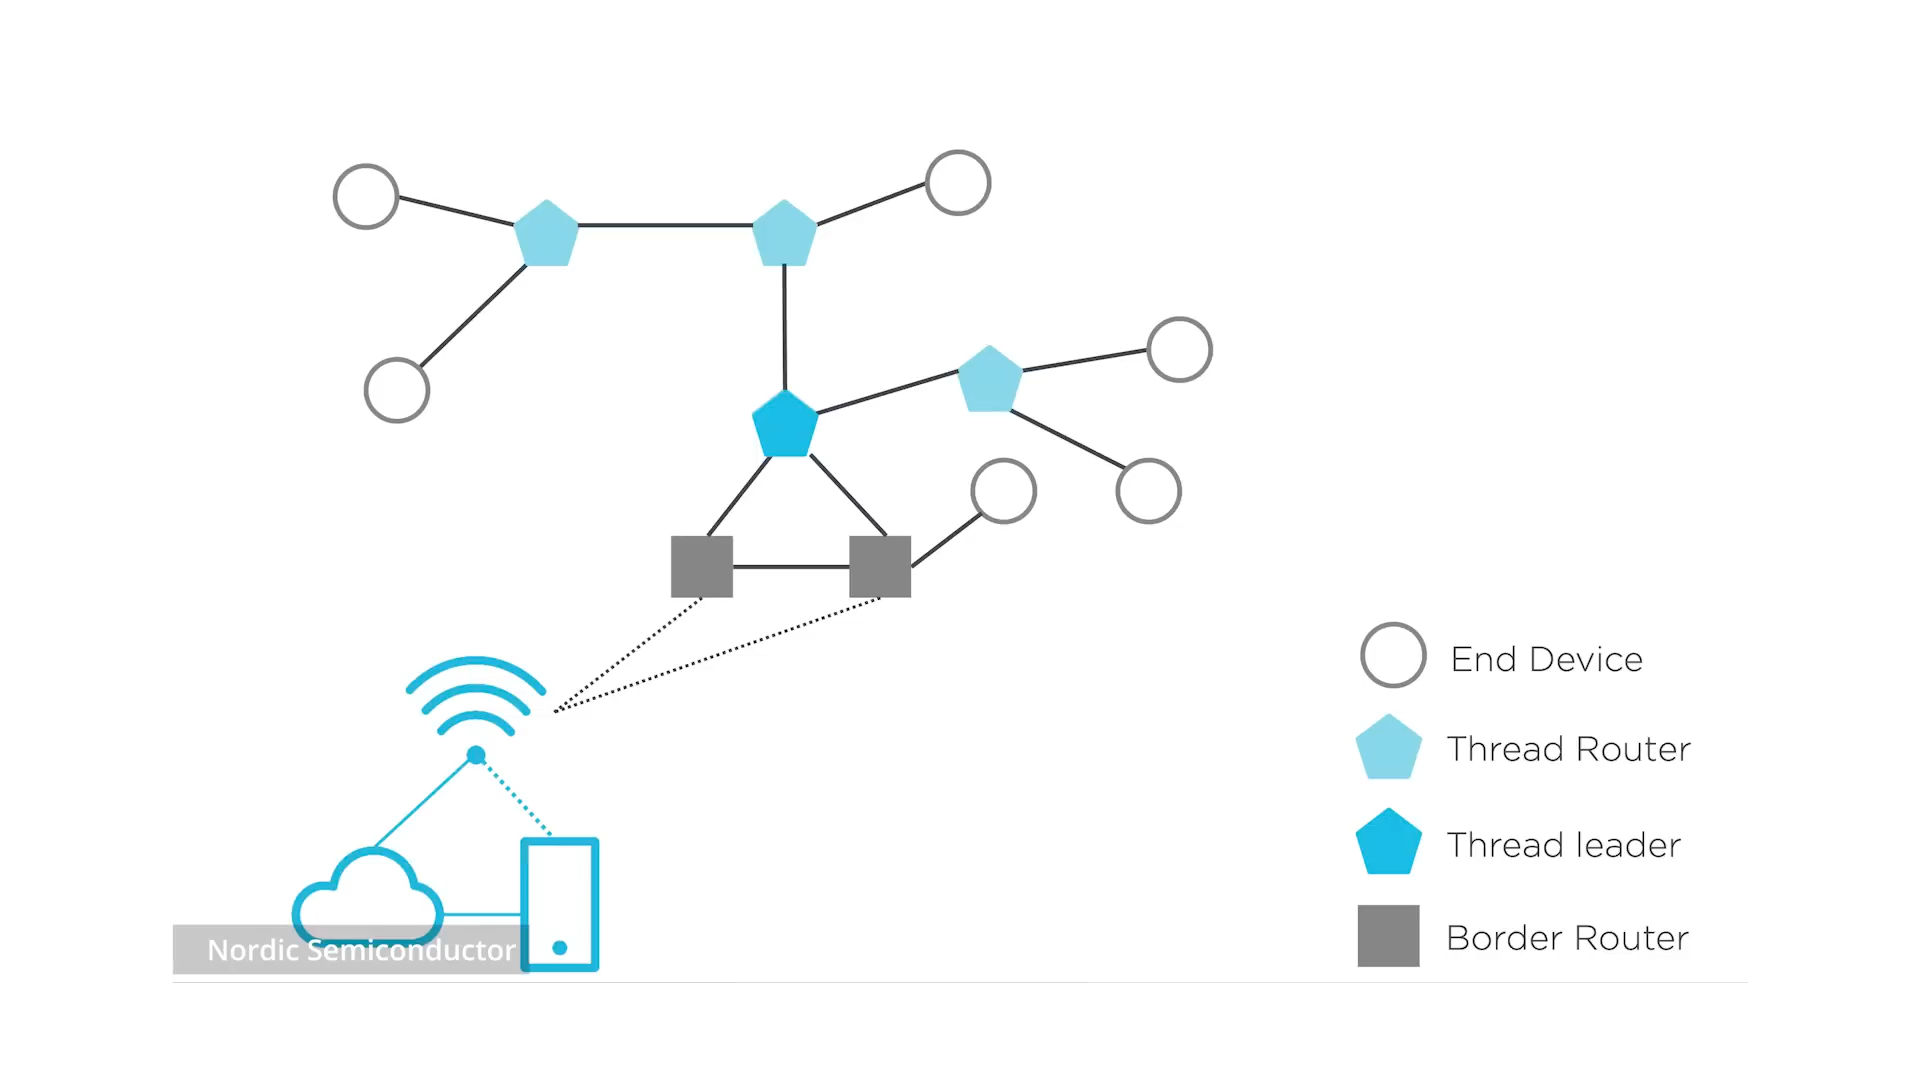 End Device
Thread Router
Thread leader
Border Router
Nordic Semiconductor